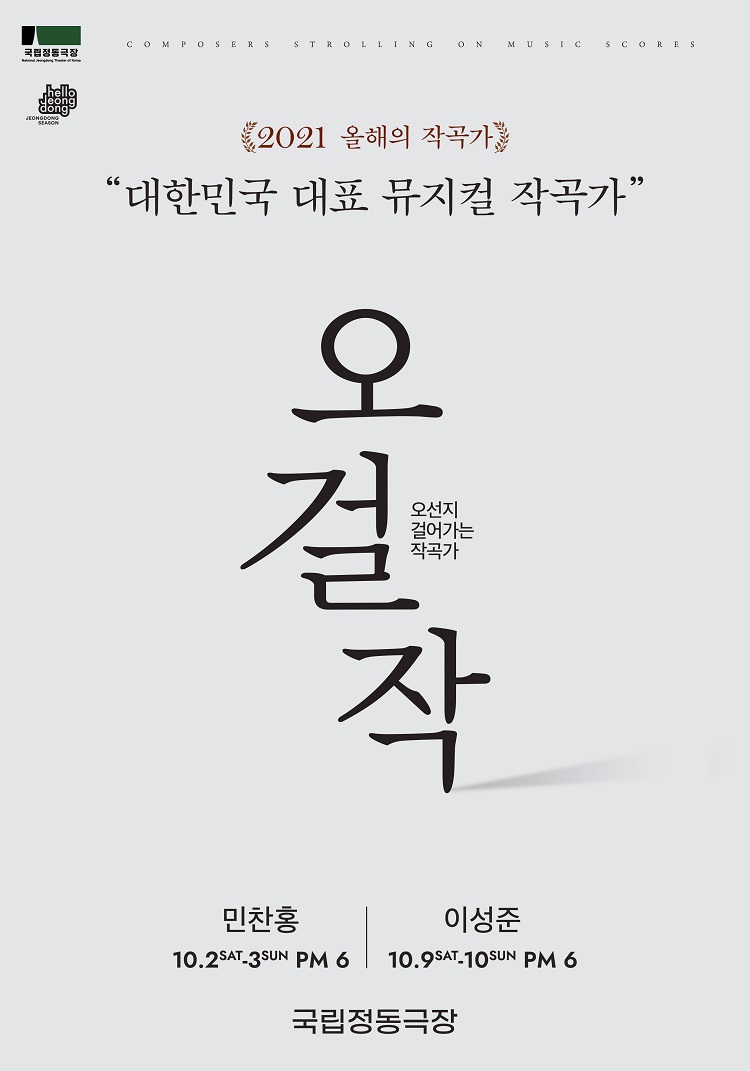 국립정동극장
National Jeongdong Theater of Korea
COMPOSERS STROLLING ON MUSIC SCORES
hello
jeong
dong
JEONGDONG
SEASON
2021 올해의 작곡가
“대한민국 대표 뮤지컬 작곡가”
오
걸
작
오선지
걸어가는
작곡가
민찬홍
10.2SAT-3SUN PM 6
이성준
10.9SAT-10SUN PM 6
국립정동극장